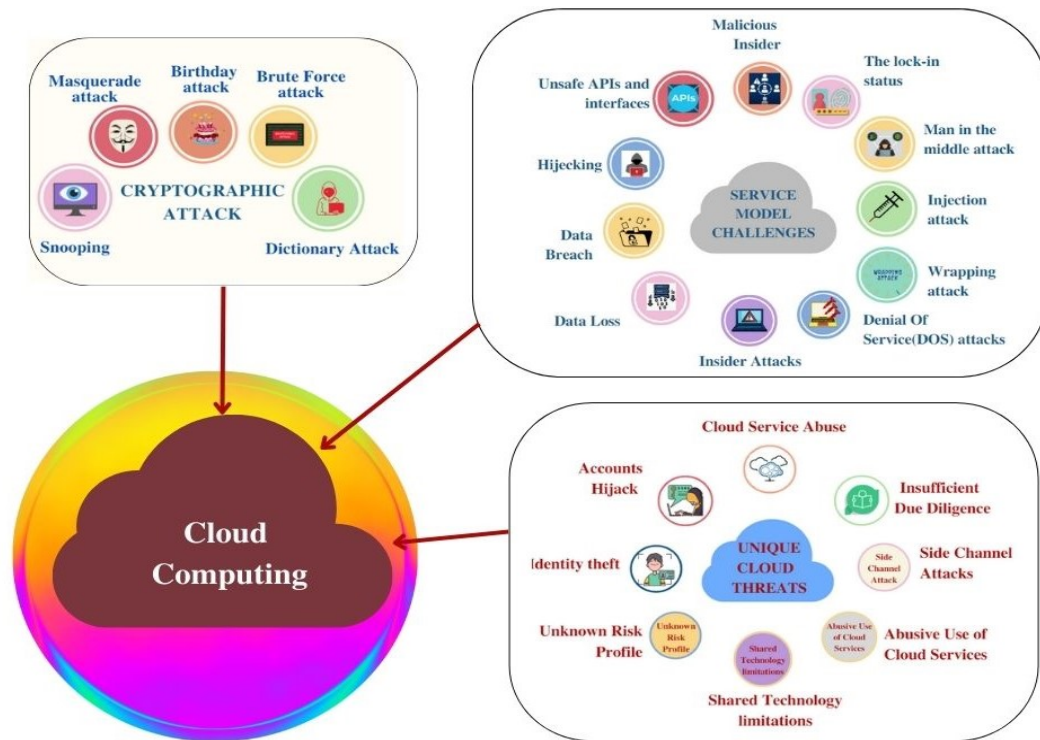 Masquerade
attack
Birthday
attack
Brute Force
attack
CRYPTOGRAPHIC
ATTACK
Snooping
Dictionary Attack
Malicious
Insider
Unsafe APIs and
interfaces
APIs
The lock-in
status
Man in the
middle attack
Hijecking
SERVICE
MODEL
CHALLENGES
Injection
attack
Data
Breach
WRAPPING
ATTACK
Wrapping
attack
Data Loss
Denial Of
Service(DOS) attacks
Insider Attacks
Cloud
Computing
Cloud Service Abuse
Accounts
Hijack
Insufficient
Due Diligence
Identity theft
UNIQUE
CLOUD
THREATS
Side
Channel
Attack
Side Channel
Attacks
Unknown Risk
Profile
Unknown
Risk
Profile
Shared
Technology
limitations
Abusive Use
of Cloud
Services
Abusive Use of
Cloud Services
Shared Technology
limitations